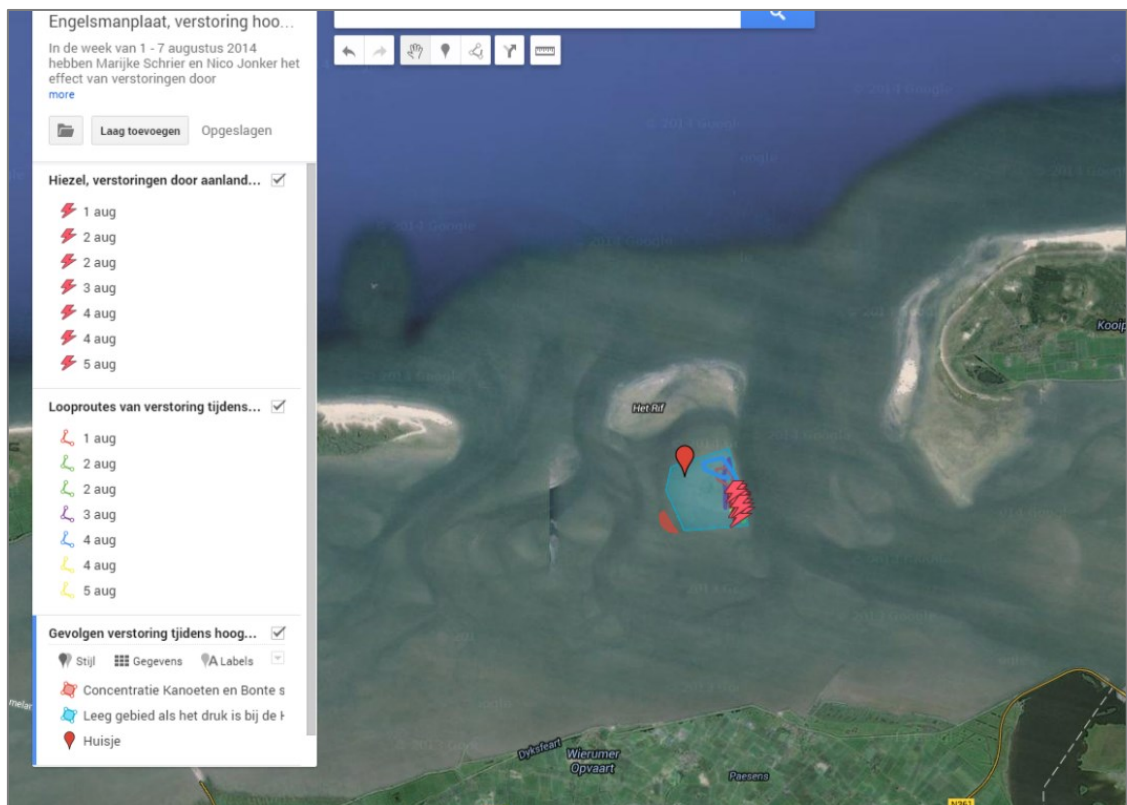 Engelsmanplaat, verstoring hoo...
In de week van 1 - 7 augustus 2014
hebben Marijke Schrier en Nico Jonker het
effect van verstoringen door
more
Laag toevoegen Opgeslagen
Hiezel, verstoringen door aanland...
1 aug
2 aug
2 aug
3 aug
4 aug
4 aug
5 aug
Looproutes van verstoring tijdens...
1 aug
2 aug
2 aug
3 aug
4 aug
4 aug
5 aug
Gevolgen verstoring tijdens hoog...
Stijl Gegevens Labels
Concentratie Kanoeten en Bonte s
Leeg gebied als het druk is bij de H
Huisje
Het Rif
Kooip
Dyksfeart
Wierumer
Opvaart
Paesens
N361